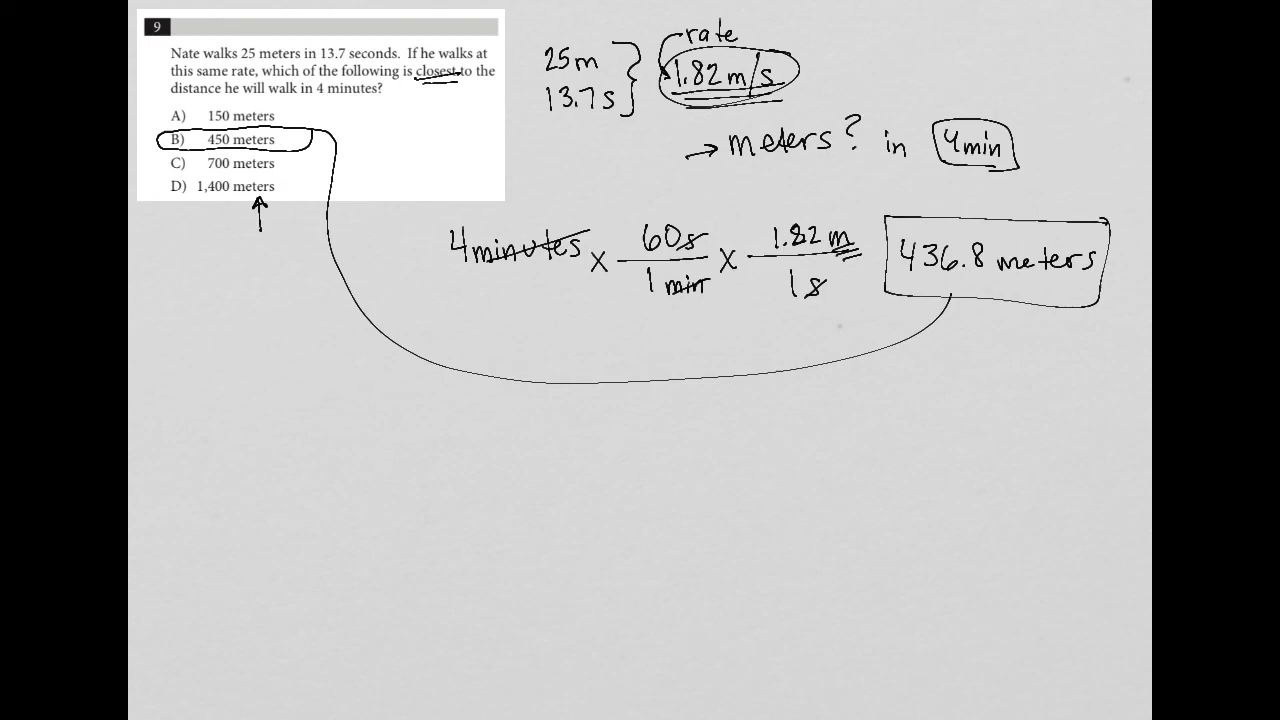 9
Nate walks 25 meters in 13.7 seconds. If he walks at
this same rate, which of the following is closest to the
distance he will walk in 4 minutes?
A) 150 meters
B) 450 meters
C) 700 meters
D) 1,400 meters
25m
13.7s
rate
1.82 m/s
→ meters? in 4min
4minutes x 60s/1 min x 1.82 m/1s
436.8 meters